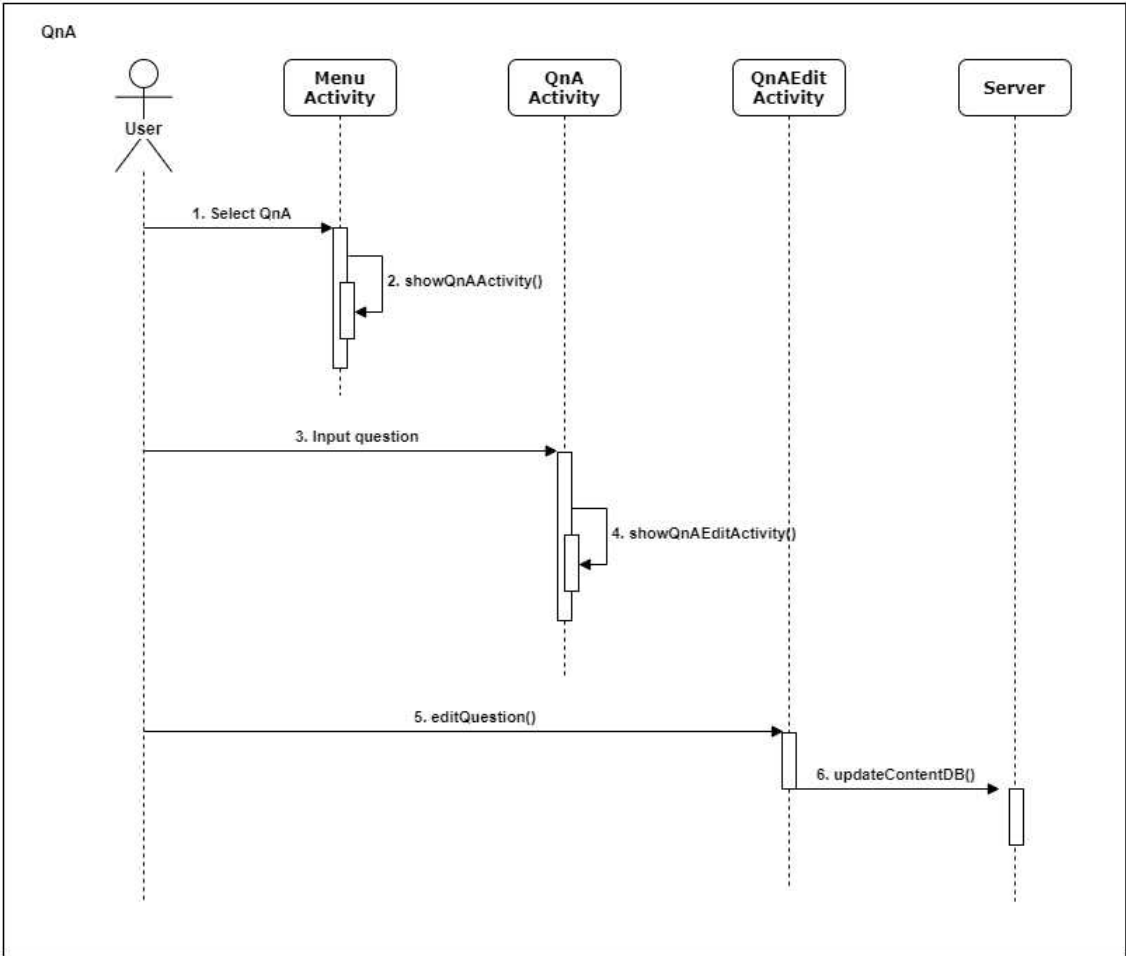 QnA
User
Menu
Activity
QnA
Activity
QnAEdit
Activity
Server
1. Select QnA
2. showQnAActivity()
3. Input question
4. showQnAEditActivity()
5. editQuestion()
6. updateContentDB()